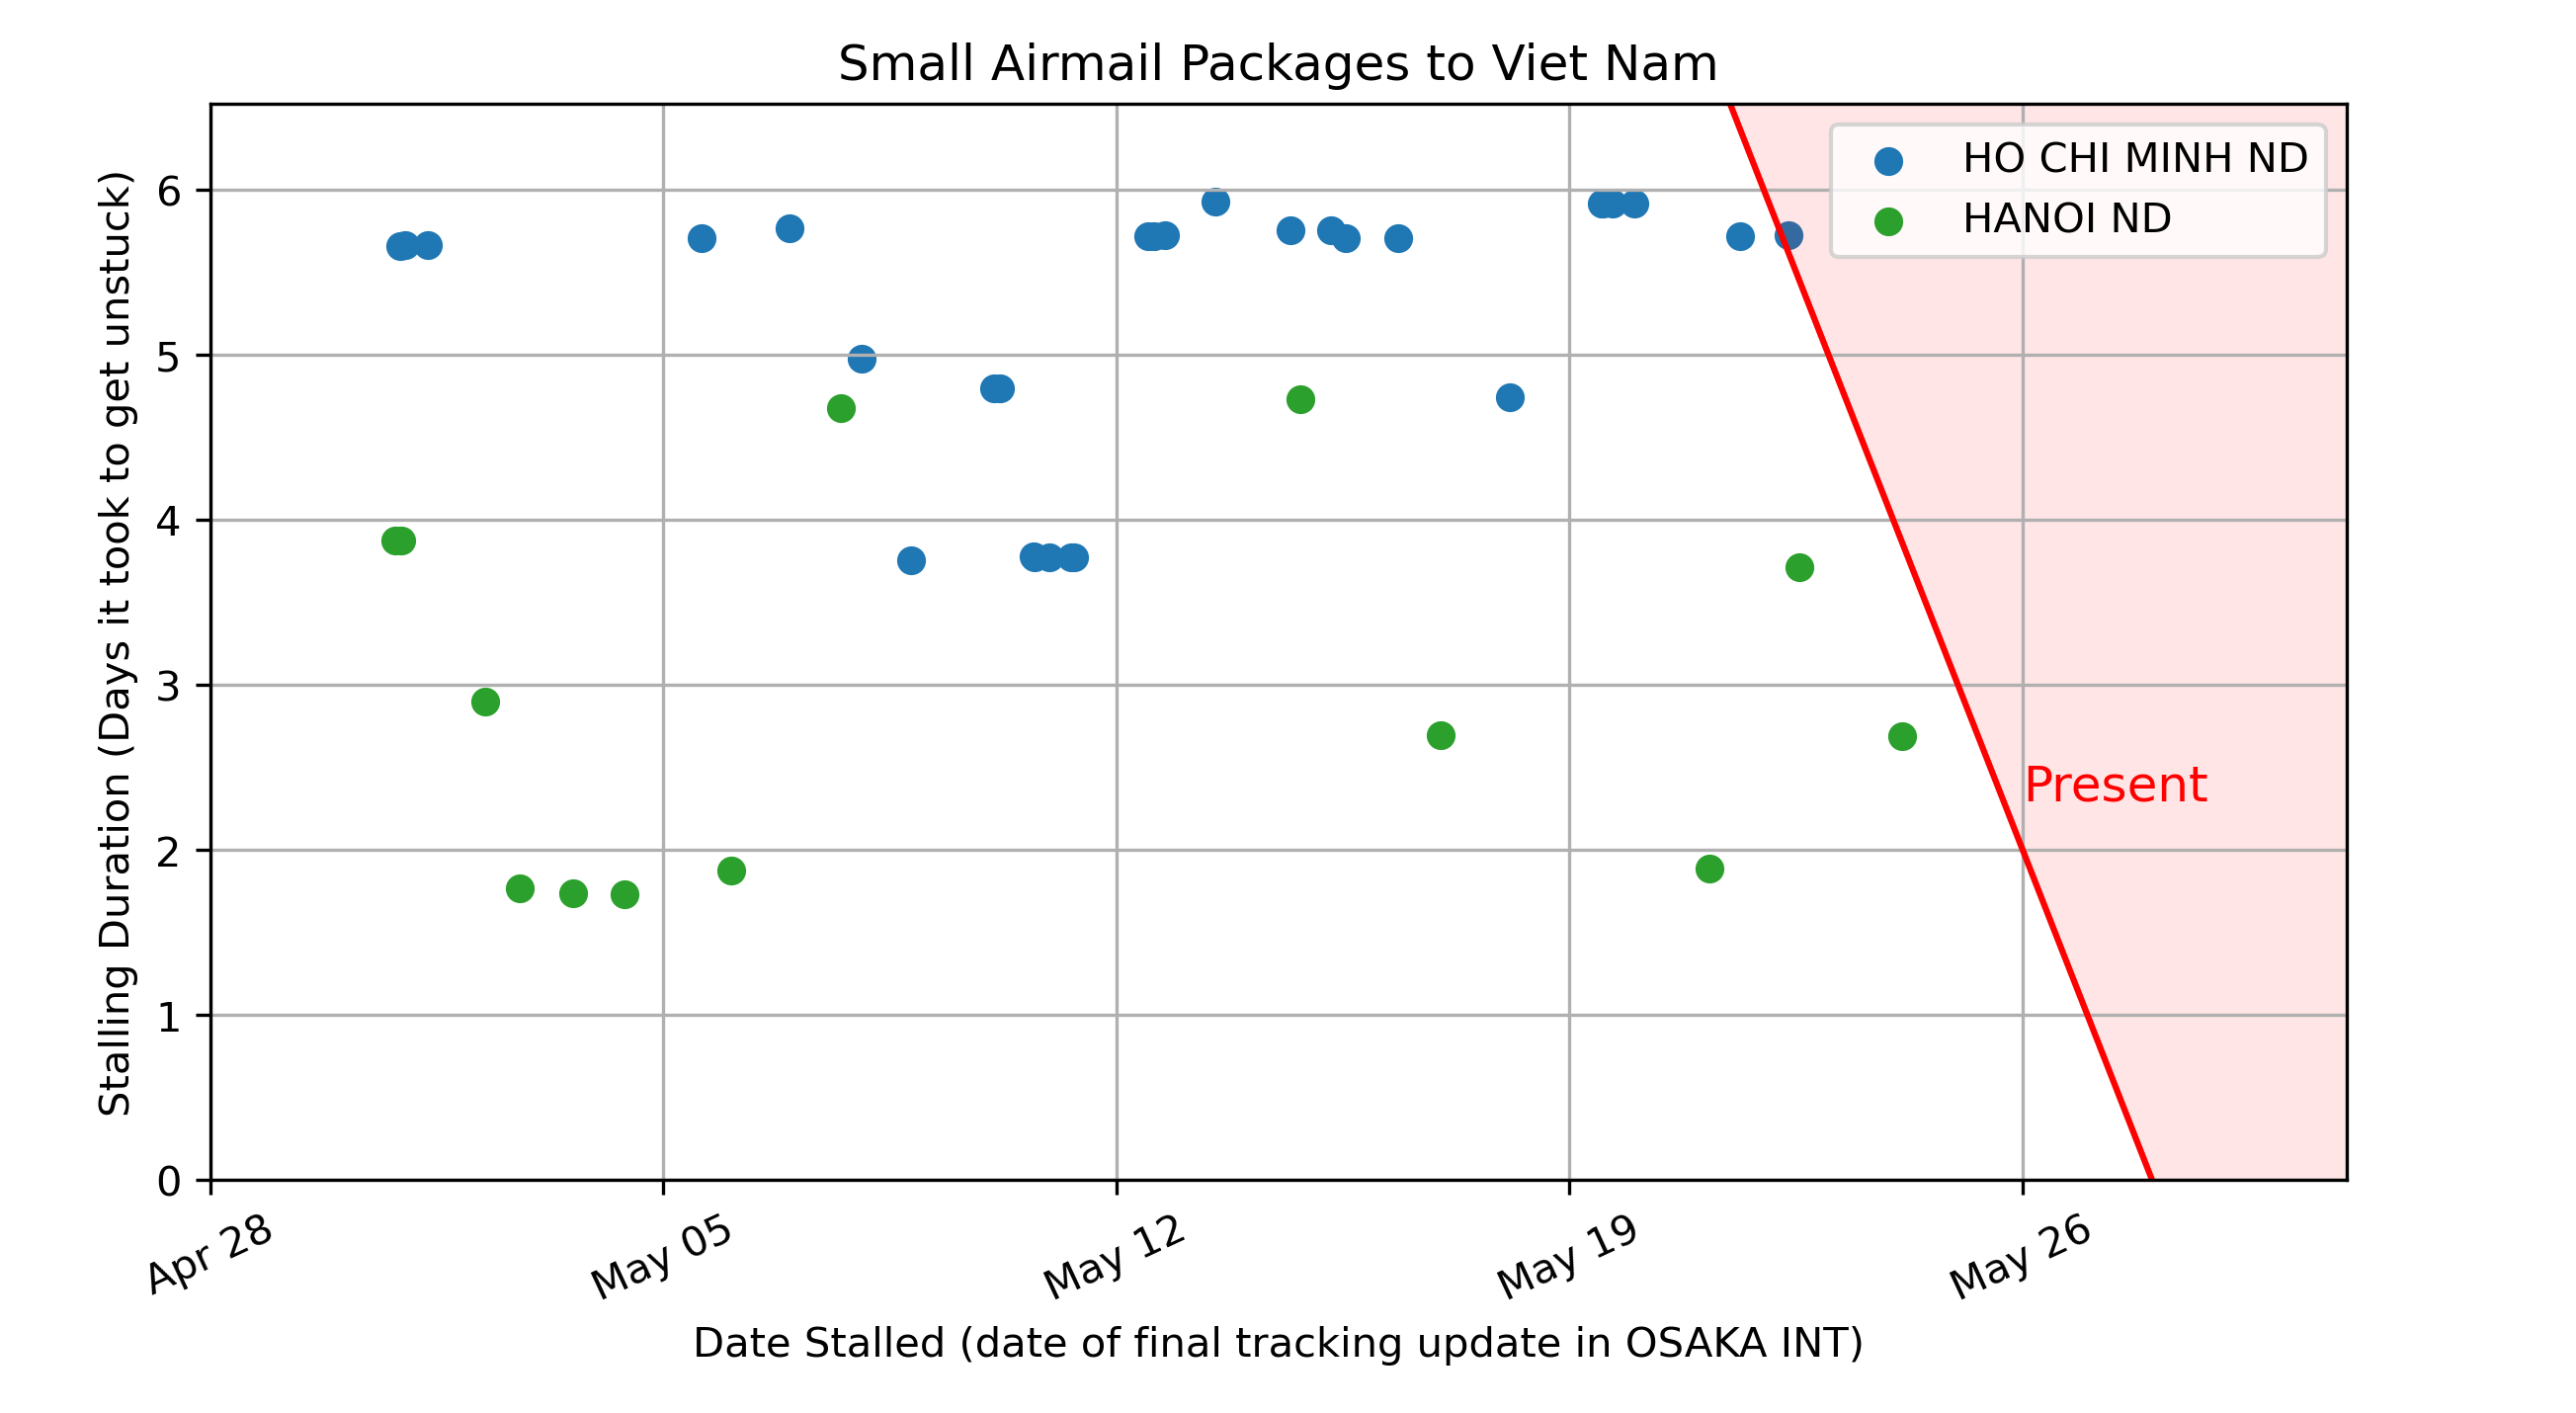 Small Airmail Packages to Viet Nam
HO CHI MINH ND
HANOI ND
Stalling Duration (Days it took to get unstuck)
6
5
4
3
2
1
0
Present
Apr 28
May 05
May 12
May 19
May 26
Date Stalled (date of final tracking update in OSAKA INT)